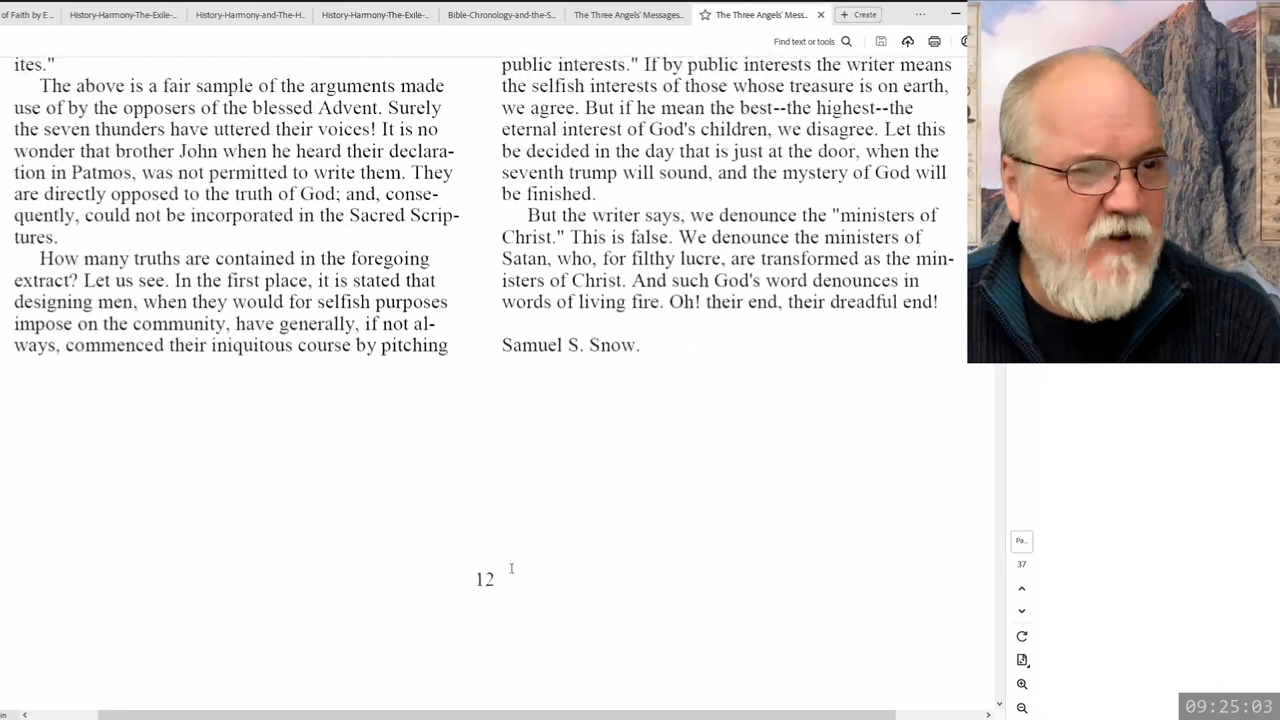 of Faith by E...
History-Harmony-The-Exile-...
History-Harmony-and-The-H...
History-Harmony-The-Exile-...
Bible-Chronology-and-the-S...
The Three Angels' Messages...
The Three Angels' Mess...
Create
Find text or tools
ites."
The above is a fair sample of the arguments made
use of by the opposers of the blessed Advent. Surely
the seven thunders have uttered their voices! It is no
wonder that brother John when he heard their declara-
tion in Patmos, was not permitted to write them. They
are directly opposed to the truth of God; and, conse-
quently, could not be incorporated in the Sacred Scrip-
tures.
How many truths are contained in the foregoing
extract? Let us see. In the first place, it is stated that
designing men, when they would for selfish purposes
impose on the community, have generally, if not al-
ways, commenced their iniquitous course by pitching
public interests." If by public interests the writer means
the selfish interests of those whose treasure is on earth,
we agree. But if he mean the best--the highest--the
eternal interest of God's children, we disagree. Let this
be decided in the day that is just at the door, when the
seventh trump will sound, and the mystery of God will
be finished.
But the writer says, we denounce the "ministers of
Christ." This is false. We denounce the ministers of
Satan, who, for filthy lucre, are transformed as the min-
isters of Christ. And such God's word denounces in
words of living fire. Oh! their end, their dreadful end!
Samuel S. Snow.
12
Pa...
37
in
09:25:03